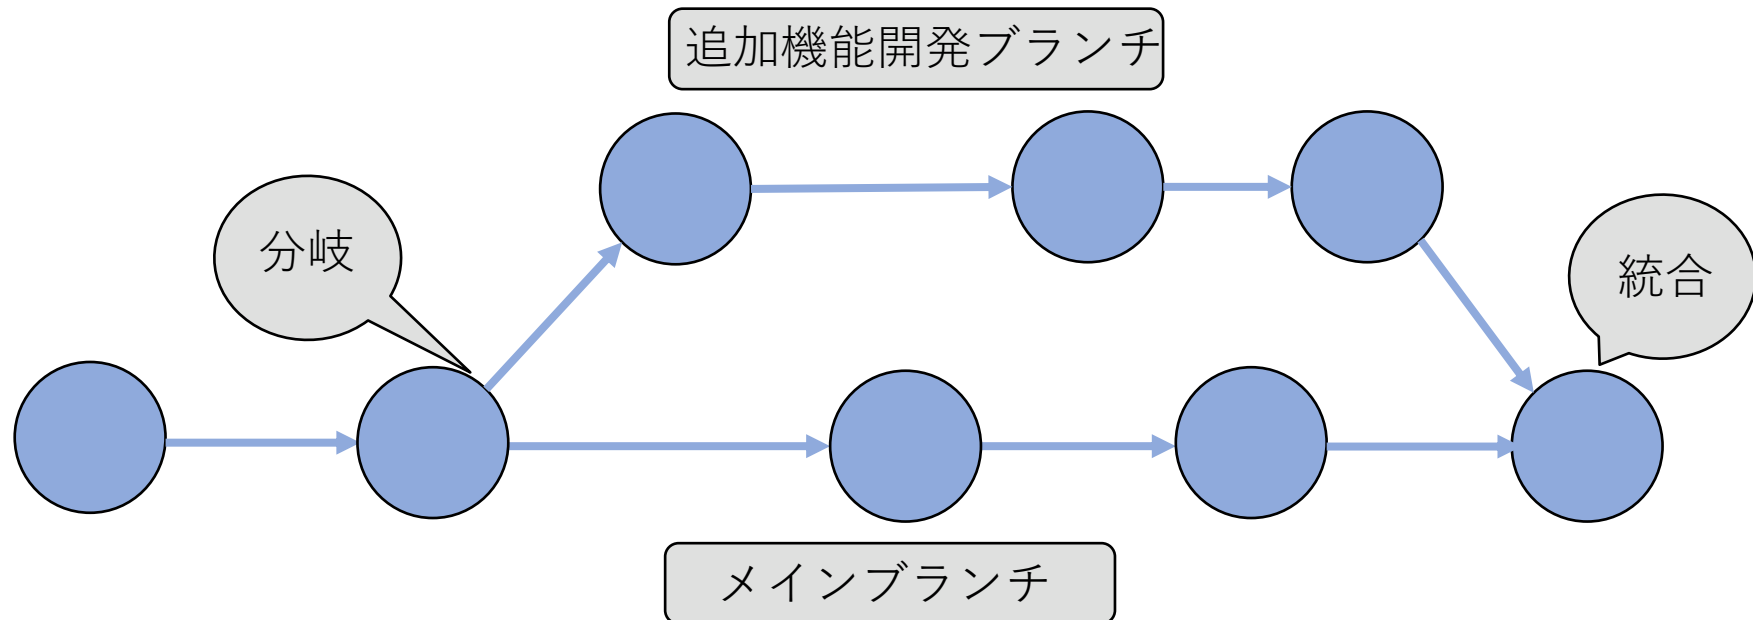 追加機能開発ブランチ
分岐
統合
メインブランチ